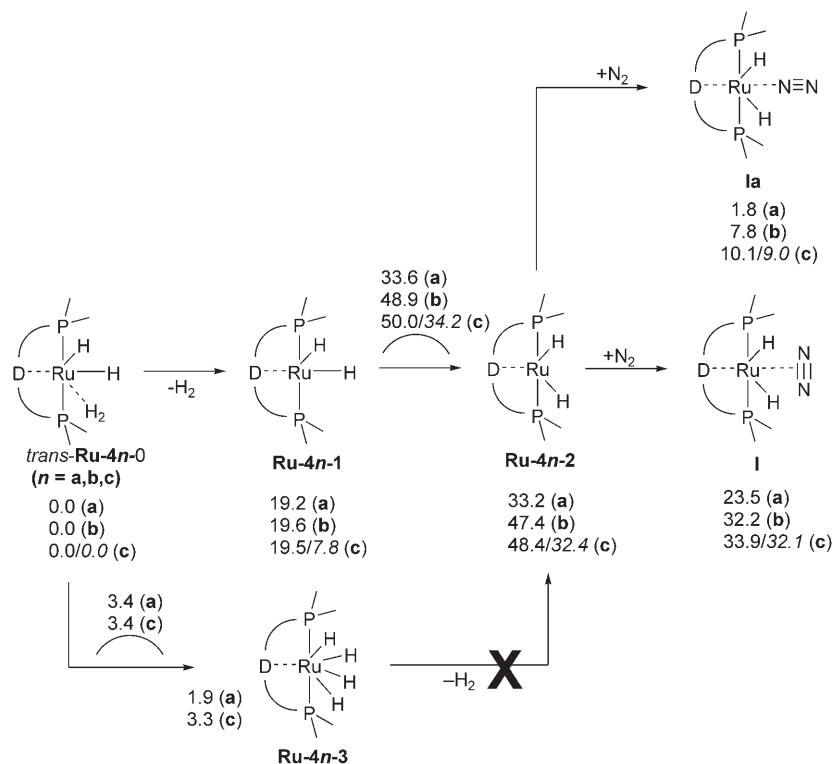 P
H
+N2
D Ru N≡N
H
P
Ia
1.8 (a)
7.8 (b)
10.1/9.0 (c)
33.6 (a)
48.9 (b)
50.0/34.2 (c)
P
H
D Ru H
H2
P
-H2
P
H
D Ru H
P
P
H
D Ru
H
P
+N2
P
H
D Ru N≡N
H
P
trans-Ru-4n-0
(n = a,b,c)
Ru-4n-1
Ru-4n-2
I
0.0 (a)
0.0 (b)
0.0/0.0 (c)
19.2 (a)
19.6 (b)
19.5/7.8 (c)
33.2 (a)
47.4 (b)
48.4/32.4 (c)
23.5 (a)
32.2 (b)
33.9/32.1 (c)
3.4 (a)
3.4 (c)
P
H
H
D Ru
H
H
P
–H2
X
1.9 (a)
3.3 (c)
Ru-4n-3